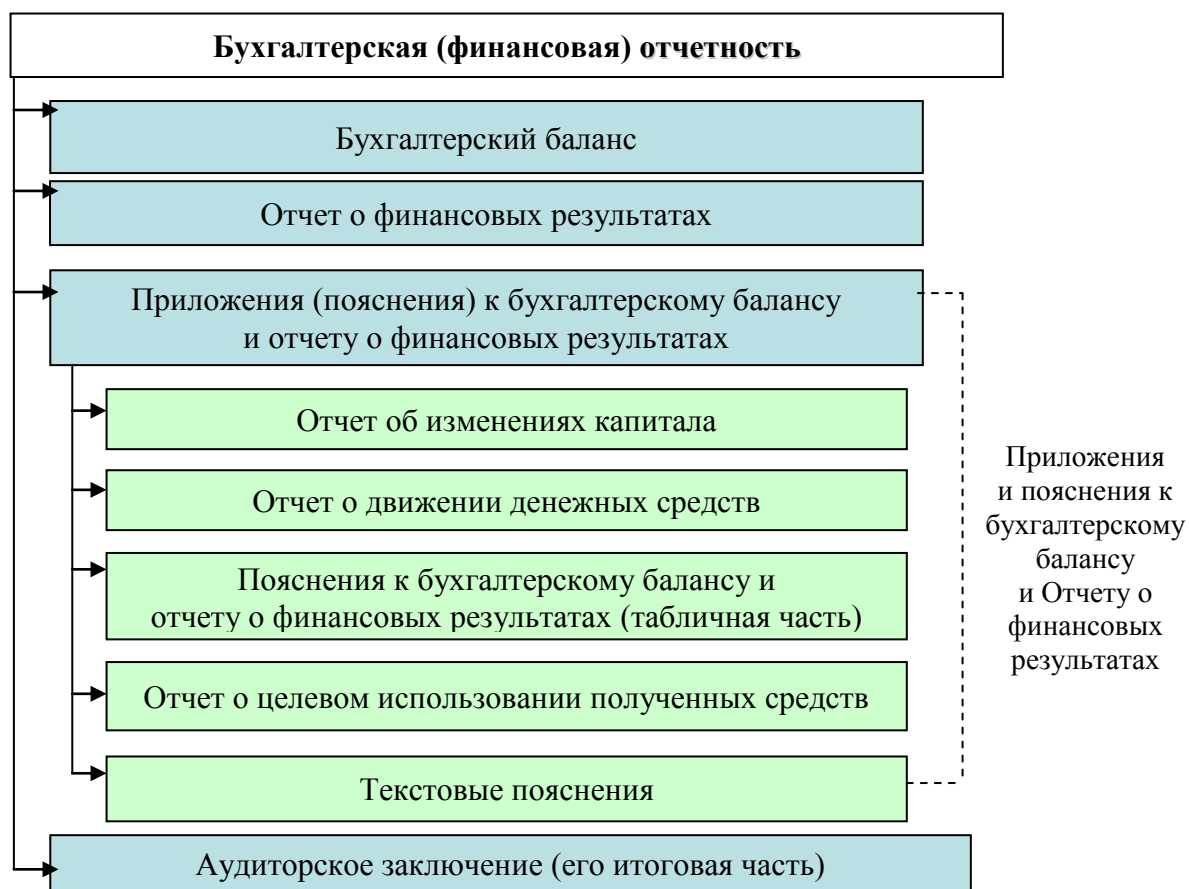 Бухгалтерская (финансовая) отчетность
Бухгалтерский баланс
Отчет о финансовых результатах
Приложения (пояснения) к бухгалтерскому балансу
и отчету о финансовых результатах
Отчет об изменениях капитала
Отчет о движении денежных средств
Пояснения к бухгалтерскому балансу и
отчету о финансовых результатах (табличная часть)
Отчет о целевом использовании полученных средств
Текстовые пояснения
Приложения
и пояснения к
бухгалтерскому
балансу
и Отчету о
финансовых
результатах
Аудиторское заключение (его итоговая часть)